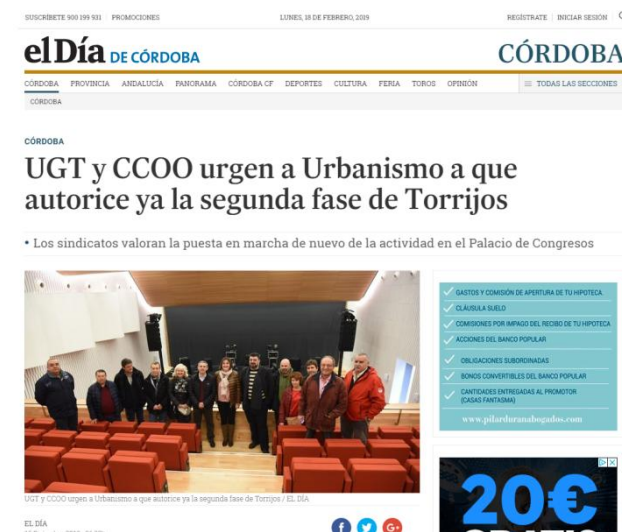 SUSCRÍBETE 900 199 931 PROMOCIONES LUNES, 18 DE FEBRERO, 2019 REGÍSTRATE INICIAR SESIÓN
elDía DE CÓRDOBA CÓRDOBA
CÓRDOBA PROVINCIA ANDALUCÍA PANORAMA CÓRDOBA CF DEPORTES CULTURA FERIA TOROS OPINIÓN TODAS LAS SECCIONES
CÓRDOBA
CÓRDOBA
UGT y CCOO urgen a Urbanismo a que
autorice ya la segunda fase de Torrijos
• Los sindicatos valoran la puesta en marcha de nuevo de la actividad en el Palacio de Congresos
GASTOS Y COMISIÓN DE APERTURA DE TU HIPOTECA
CLÁUSULA SUELO
COMISIONES POR IMPAGO DEL RECIBO DE TU HIPOTECA
ACCIONES DEL BANCO POPULAR
OBLIGACIONES SUBORDINADAS
BONOS CONVERTIBLES DEL BANCO POPULAR
CANTIDADES ENTREGADAS AL PROMOTOR
(CASAS FANTASMA)
www.pilarduranabogados.com
UGT y CCOO urgen a Urbanismo a que autorice ya la segunda fase de Torrijos / EL DÍA
20€
EL DÍA